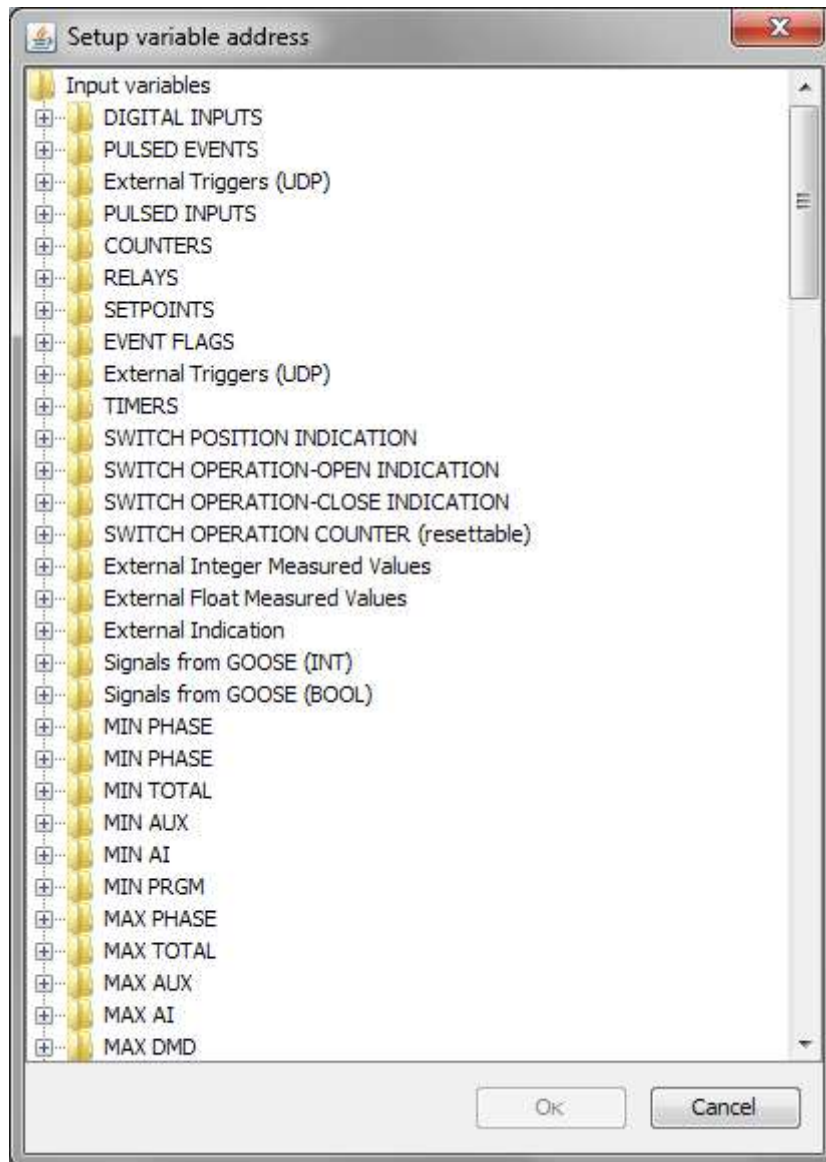 Setup variable address
Input variables
DIGITAL INPUTS
PULSED EVENTS
External Triggers (UDP)
PULSED INPUTS
COUNTERS
RELAYS
SETPOINTS
EVENT FLAGS
External Triggers (UDP)
TIMERS
SWITCH POSITION INDICATION
SWITCH OPERATION-OPEN INDICATION
SWITCH OPERATION-CLOSE INDICATION
SWITCH OPERATION COUNTER (resettable)
External Integer Measured Values
External Float Measured Values
External Indication
Signals from GOOSE (INT)
Signals from GOOSE (BOOL)
MIN PHASE
MIN PHASE
MIN TOTAL
MIN AUX
MIN AI
MIN PRGM
MAX PHASE
MAX TOTAL
MAX AUX
MAX AI
MAX DMD
Ok Cancel